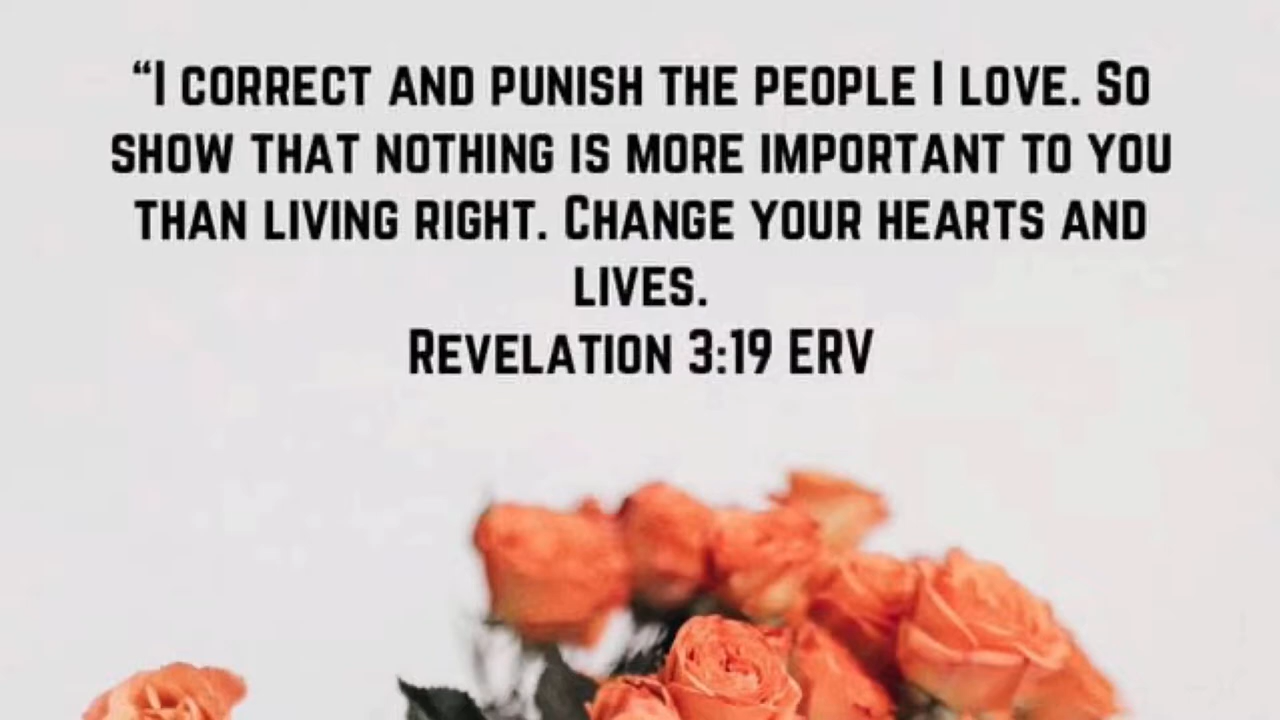 “I CORRECT AND PUNISH THE PEOPLE I LOVE. SO
SHOW THAT NOTHING IS MORE IMPORTANT TO YOU
THAN LIVING RIGHT. CHANGE YOUR HEARTS AND
LIVES.
REVELATION 3:19 ERV